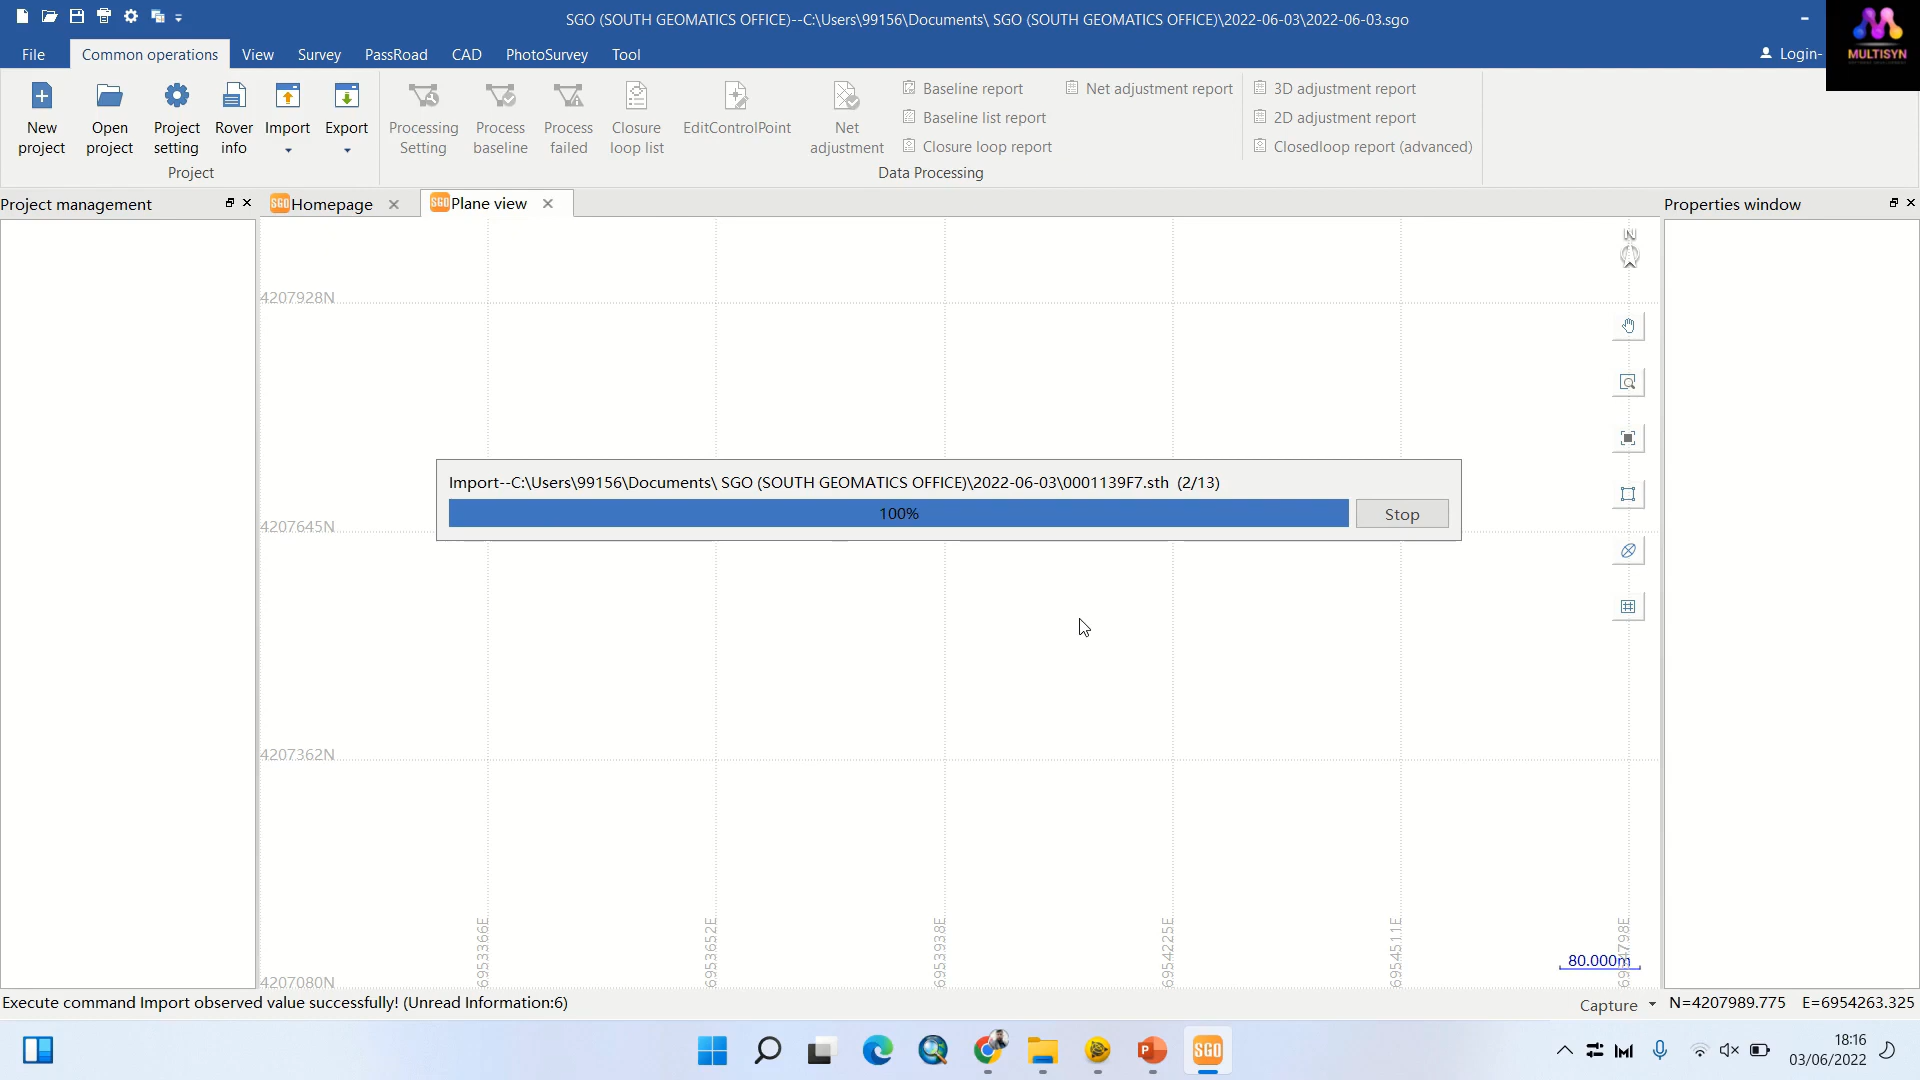 SGO (SOUTH GEOMATICS OFFICE)--C:\Users\99156\Documents\ SGO (SOUTH GEOMATICS OFFICE)\2022-06-03\2022-06-03.sgo
MULTISYN
File Common operations View Survey PassRoad CAD PhotoSurvey Tool Login-
New project
Open project
Project setting
Rover info
Import
Export
Project
Processing Setting
Process baseline
Process failed
Closure loop list
EditControlPoint
Net adjustment
Baseline report
Baseline list report
Closure loop report
Net adjustment report
3D adjustment report
2D adjustment report
Closedloop report (advanced)
Data Processing
Project management
SGO Homepage
SGO Plane view
Properties window
N
4207928N
Import--C:\Users\99156\Documents\ SGO (SOUTH GEOMATICS OFFICE)\2022-06-03\0001139F7.sth (2/13)
100%
Stop
4207645N
4207362N
4207080N
6953366E
6953652E
6953938E
6954225E
6954511E
6954798E
80.000m
Execute command Import observed value successfully! (Unread Information:6)
Capture N=4207989.775 E=6954263.325
SGO
18:16
03/06/2022